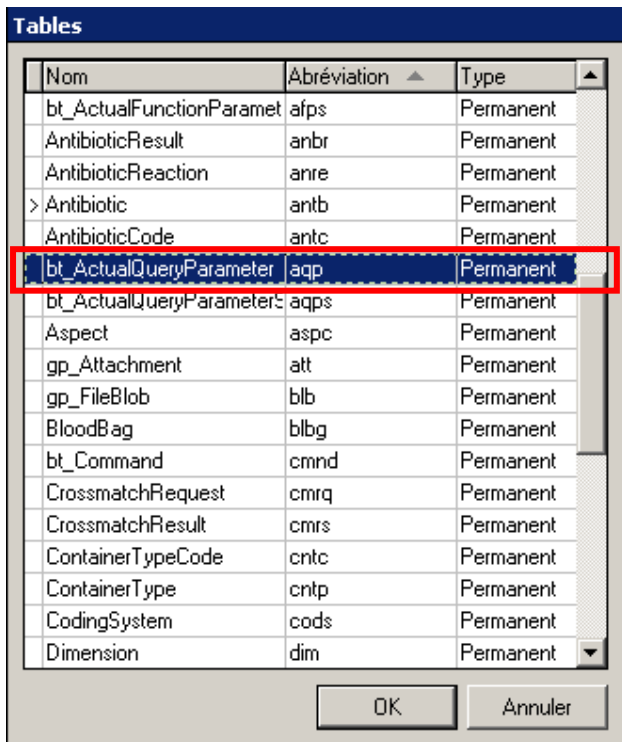 Tables
Nom Abréviation Type
bt_ActualFunctionParamet afps Permanent
AntibioticResult anbr Permanent
AntibioticReaction anre Permanent
> Antibiotic antb Permanent
AntibioticCode antc Permanent
bt_ActualQueryParameter aqp Permanent
bt_ActualQueryParameterS aqps Permanent
Aspect aspc Permanent
gp_Attachment att Permanent
gp_FileBlob blb Permanent
BloodBag blbg Permanent
bt_Command cmnd Permanent
CrossmatchRequest cmrq Permanent
CrossmatchResult cmrs Permanent
ContainerTypeCode cntc Permanent
ContainerType cntp Permanent
CodingSystem cods Permanent
Dimension dim Permanent
OK Annuler